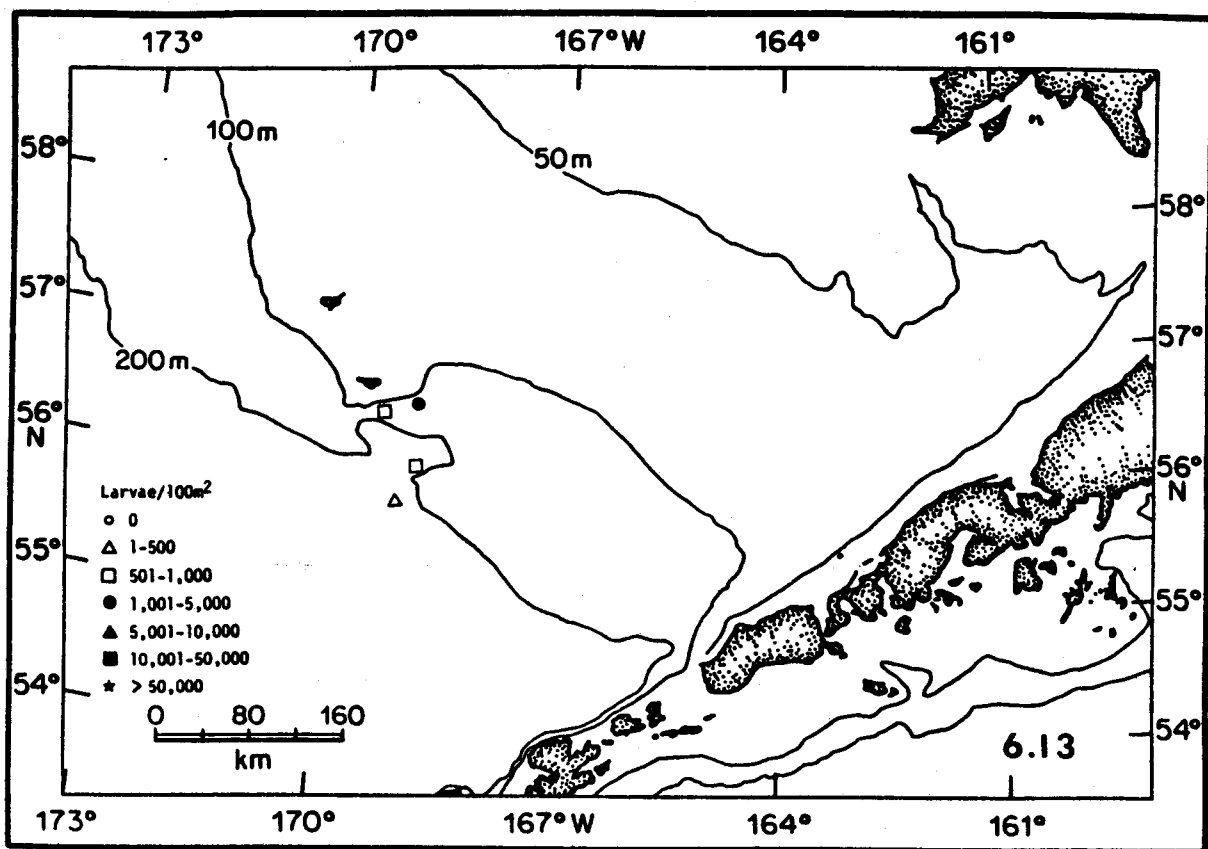 173° 170° 167°W 164° 161°
100m
50m
58°
58°
57°
57°
200m
56°
N
56°
N
Larvae/100m²
0
1-500
501-1,000
1,001-5,000
5,001-10,000
10,001-50,000
> 50,000
55°
55°
54°
54°
0 80 160
km
6.13
173° 170° 167°W 164° 161°